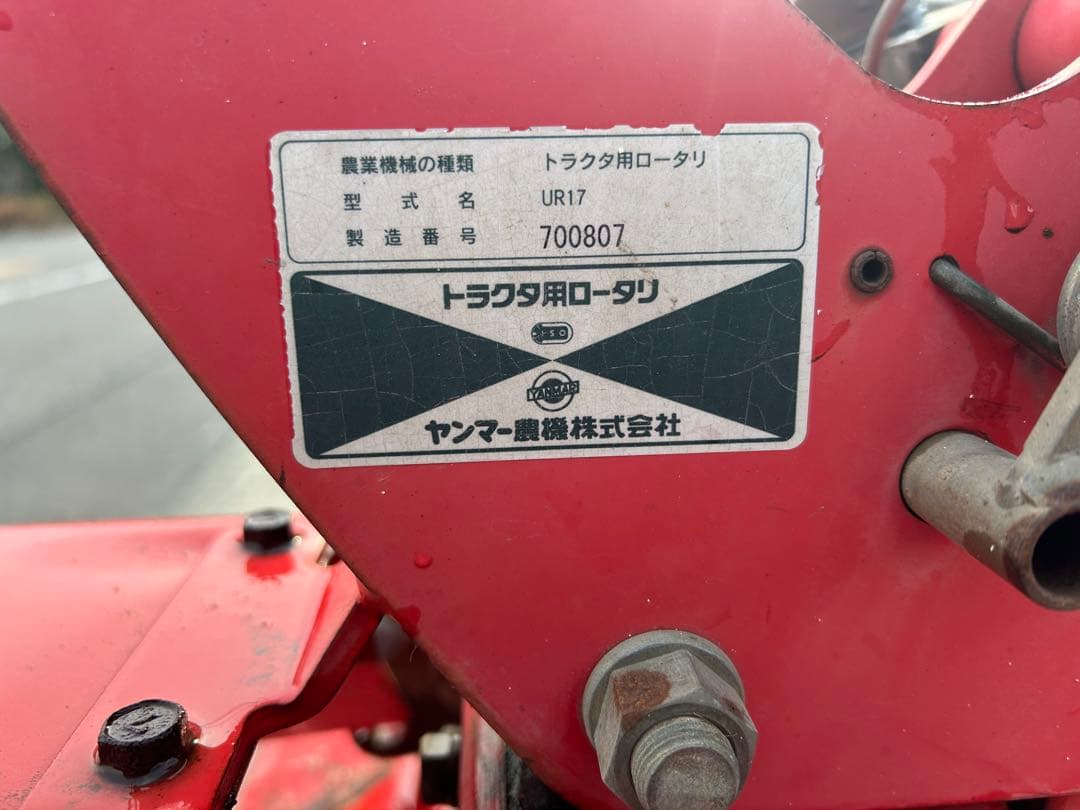 農業機械の種類 トラクタ用ロータリ
型式名 UR17
製造番号 700807
トラクタ用ロータリ
YANMAR
ヤンマー農機株式会社